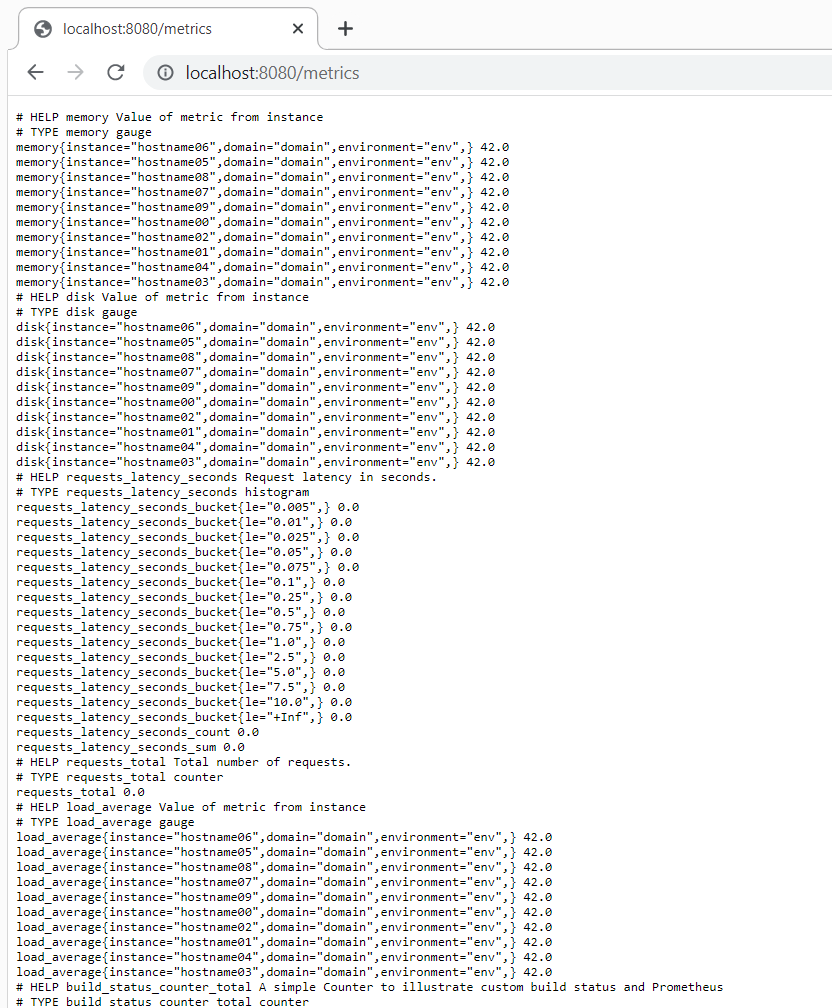 localhost:8080/metrics
localhost:8080/metrics
# HELP memory Value of metric from instance
# TYPE memory gauge
memory{instance="hostname06",domain="domain",environment="env",} 42.0
memory{instance="hostname05",domain="domain",environment="env",} 42.0
memory{instance="hostname08",domain="domain",environment="env",} 42.0
memory{instance="hostname07",domain="domain",environment="env",} 42.0
memory{instance="hostname09",domain="domain",environment="env",} 42.0
memory{instance="hostname00",domain="domain",environment="env",} 42.0
memory{instance="hostname02",domain="domain",environment="env",} 42.0
memory{instance="hostname01",domain="domain",environment="env",} 42.0
memory{instance="hostname04",domain="domain",environment="env",} 42.0
memory{instance="hostname03",domain="domain",environment="env",} 42.0
# HELP disk Value of metric from instance
# TYPE disk gauge
disk{instance="hostname06",domain="domain",environment="env",} 42.0
disk{instance="hostname05",domain="domain",environment="env",} 42.0
disk{instance="hostname08",domain="domain",environment="env",} 42.0
disk{instance="hostname07",domain="domain",environment="env",} 42.0
disk{instance="hostname09",domain="domain",environment="env",} 42.0
disk{instance="hostname00",domain="domain",environment="env",} 42.0
disk{instance="hostname02",domain="domain",environment="env",} 42.0
disk{instance="hostname01",domain="domain",environment="env",} 42.0
disk{instance="hostname04",domain="domain",environment="env",} 42.0
disk{instance="hostname03",domain="domain",environment="env",} 42.0
# HELP requests_latency_seconds Request latency in seconds.
# TYPE requests_latency_seconds histogram
requests_latency_seconds_bucket{le="0.005",} 0.0
requests_latency_seconds_bucket{le="0.01",} 0.0
requests_latency_seconds_bucket{le="0.025",} 0.0
requests_latency_seconds_bucket{le="0.05",} 0.0
requests_latency_seconds_bucket{le="0.075",} 0.0
requests_latency_seconds_bucket{le="0.1",} 0.0
requests_latency_seconds_bucket{le="0.25",} 0.0
requests_latency_seconds_bucket{le="0.5",} 0.0
requests_latency_seconds_bucket{le="0.75",} 0.0
requests_latency_seconds_bucket{le="1.0",} 0.0
requests_latency_seconds_bucket{le="2.5",} 0.0
requests_latency_seconds_bucket{le="5.0",} 0.0
requests_latency_seconds_bucket{le="7.5",} 0.0
requests_latency_seconds_bucket{le="10.0",} 0.0
requests_latency_seconds_bucket{le="+Inf",} 0.0
requests_latency_seconds_count 0.0
requests_latency_seconds_sum 0.0
# HELP requests_total Total number of requests.
# TYPE requests_total counter
requests_total 0.0
# HELP load_average Value of metric from instance
# TYPE load_average gauge
load_average{instance="hostname06",domain="domain",environment="env",} 42.0
load_average{instance="hostname05",domain="domain",environment="env",} 42.0
load_average{instance="hostname08",domain="domain",environment="env",} 42.0
load_average{instance="hostname07",domain="domain",environment="env",} 42.0
load_average{instance="hostname09",domain="domain",environment="env",} 42.0
load_average{instance="hostname00",domain="domain",environment="env",} 42.0
load_average{instance="hostname02",domain="domain",environment="env",} 42.0
load_average{instance="hostname01",domain="domain",environment="env",} 42.0
load_average{instance="hostname04",domain="domain",environment="env",} 42.0
load_average{instance="hostname03",domain="domain",environment="env",} 42.0
# HELP build_status_counter_total A simple Counter to illustrate custom build status and Prometheus
# TYPE build_status_counter_total counter